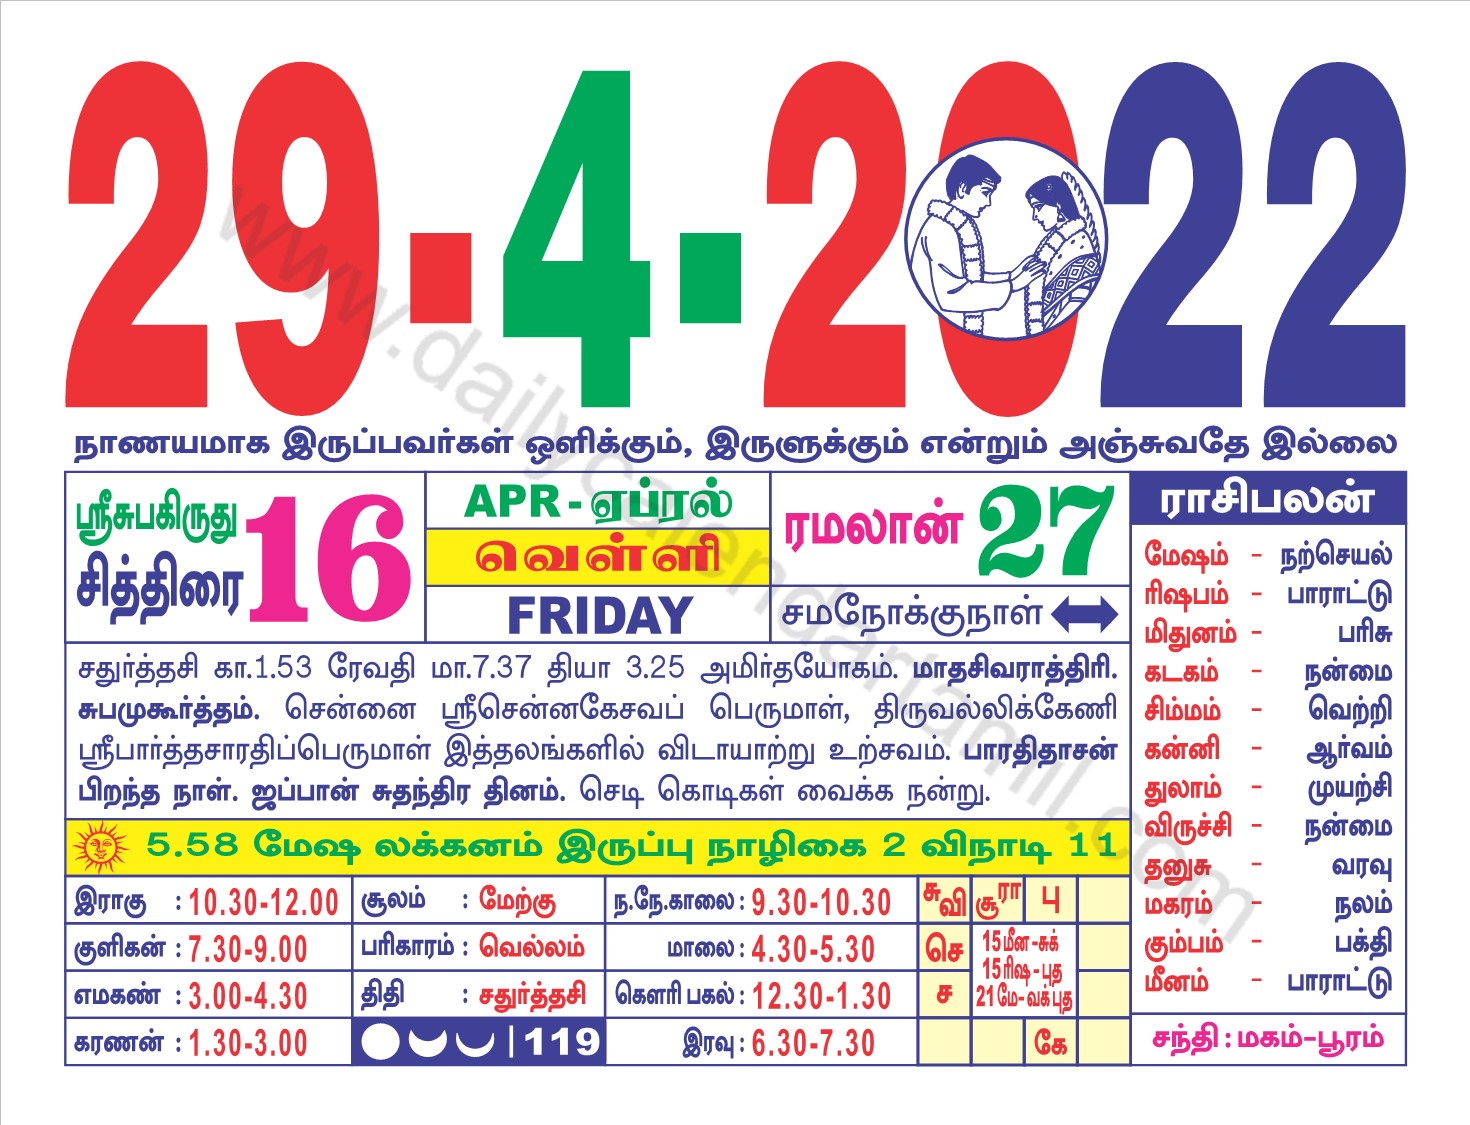 29-4-2022
நாணயமாக இருப்பவர்கள் ஒளிக்கும், இருளுக்கும் என்றும் அஞ்சுவதே இல்லை
ஸ்ரீசுபகிருது
சித்திரை 16
APR - ஏப்ரல்
வெள்ளி
FRIDAY
ரமலான் 27
சமநோக்குநாள்
சதுர்த்தசி கா.1.53 ரேவதி மா.7.37 தியா 3.25 அமிர்தயோகம். மாதசிவராத்திரி.
சுபமுகூர்த்தம். சென்னை ஸ்ரீசென்னகேசவப் பெருமாள், திருவல்லிக்கேணி
ஸ்ரீபார்த்தசாரதிப்பெருமாள் இத்தலங்களில் விடாயாற்று உற்சவம். பாரதிதாசன்
பிறந்த நாள். ஜப்பான் சுதந்திர தினம். செடி கொடிகள் வைக்க நன்று.
5.58 மேஷ லக்கனம் இருப்பு நாழிகை 2 விநாடி 11
இராகு : 10.30-12.00
குளிகன் : 7.30-9.00
எமகண் : 3.00-4.30
கரணன் : 1.30-3.00
சூலம் : மேற்கு
பரிகாரம் : வெல்லம்
திதி : சதுர்த்தசி
| 119
ந.நே.காலை : 9.30-10.30
மாலை : 4.30-5.30
கௌரி பகல் : 12.30-1.30
இரவு : 6.30-7.30
சு வி சூ ரா பு
செ
ச
15 மீன -சுக்
15 ரிஷ - புத
21 மே- வக் புத
கே
ராசிபலன்
மேஷம் - நற்செயல்
ரிஷபம் - பாராட்டு
மிதுனம் - பரிசு
கடகம் - நன்மை
சிம்மம் - வெற்றி
கன்னி - ஆர்வம்
துலாம் - முயற்சி
விருச்சி - நன்மை
தனுசு - வரவு
மகரம் - நலம்
கும்பம் - பக்தி
மீனம் - பாராட்டு
சந்தி : மகம்-பூரம்
www.dailycalendartamil.com